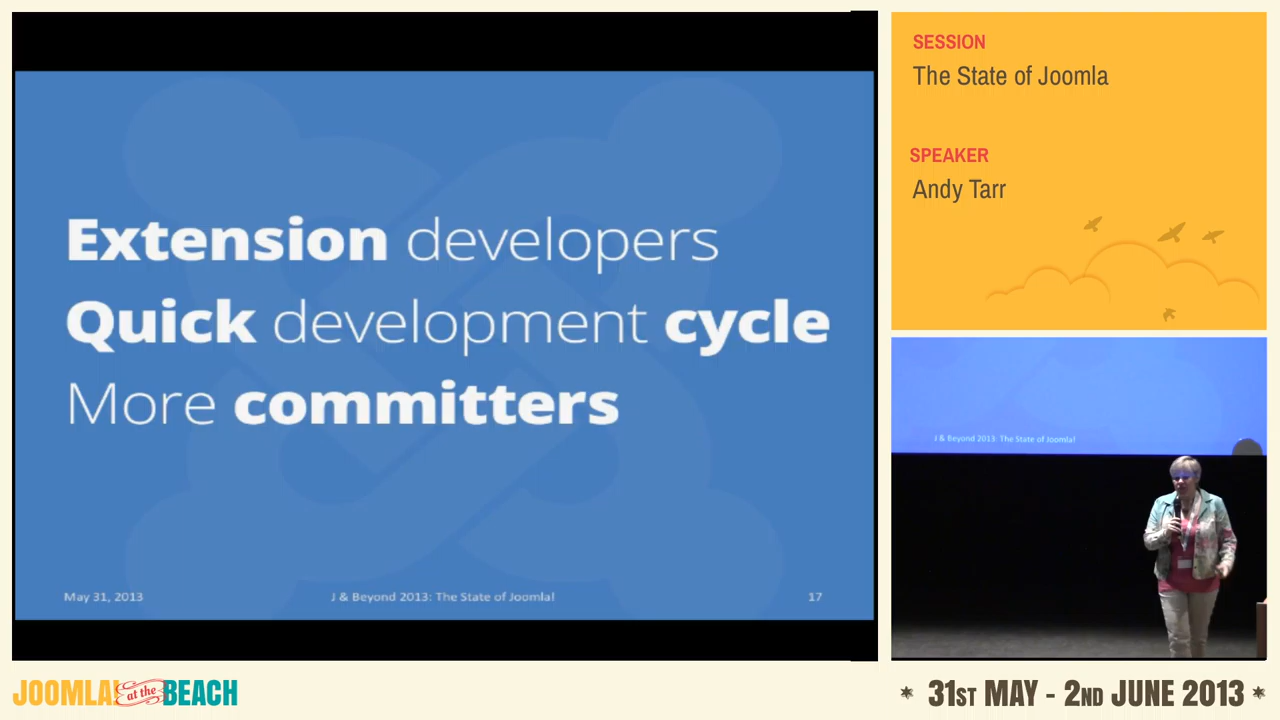 Extension developers
Quick development cycle
More committers
May 31, 2013
J & Beyond 2013: The State of Joomla!
17
SESSION
The State of Joomla
SPEAKER
Andy Tarr
J & Beyond 2013: The State of Joomla!
JOOMLA! at the BEACH
* 31ST MAY - 2ND JUNE 2013 *